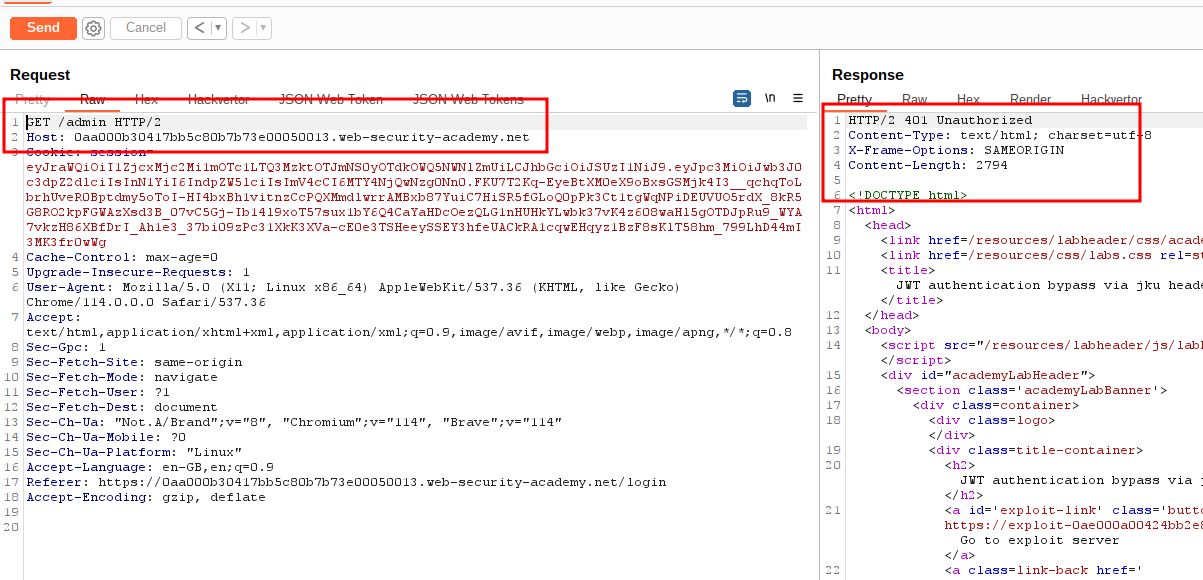 Send
Cancel
<
>
Request
Pretty Raw Hex Hackvertor JSON Web Token JSON Web Tokens
\n
1 GET /admin HTTP/2
2 Host: 0aa000b30417bb5c80b7b73e00050013.web-security-academy.net
3 Cookie: session=
4 Cache-Control: max-age=0
5 Upgrade-Insecure-Requests: 1
6 User-Agent: Mozilla/5.0 (X11; Linux x86_64) AppleWebKit/537.36 (KHTML, like Gecko)
Chrome/114.0.0.0 Safari/537.36
7 Accept:
text/html,application/xhtml+xml,application/xml;q=0.9,image/avif,image/webp,image/apng,*/*;q=0.8
8 Sec-Gpc: 1
9 Sec-Fetch-Site: same-origin
10 Sec-Fetch-Mode: navigate
11 Sec-Fetch-User: ?1
12 Sec-Fetch-Dest: document
13 Sec-Ch-Ua: "Not.A/Brand";v="8", "Chromium";v="114", "Brave";v="114"
14 Sec-Ch-Ua-Mobile: ?0
15 Sec-Ch-Ua-Platform: "Linux"
16 Accept-Language: en-GB,en;q=0.9
17 Referer: https://0aa000b30417bb5c80b7b73e00050013.web-security-academy.net/login
18 Accept-Encoding: gzip, deflate
19
20
Response
Pretty Raw Hex Render Hackvertor
1 HTTP/2 401 Unauthorized
2 Content-Type: text/html; charset=utf-8
3 X-Frame-Options: SAMEORIGIN
4 Content-Length: 2794
5
6 <!DOCTYPE html>
7 <html>
8 <head>
9 <link href=/resources/labheader/css/acade
10 <link href=/resources/css/labs.css rel=st
11 <title>
JWT authentication bypass via jku heade
</title>
12 </head>
13 <body>
14 <script src="/resources/labheader/js/labH
</script>
15 <div id="academyLabHeader">
16 <section class='academyLabBanner'>
17 <div class=container>
18 <div class=logo>
</div>
19 <div class=title-container>
20 <h2>
JWT authentication bypass via j
</h2>
21 <a id='exploit-link' class='butto
https://exploit-0ae000a00424bb2e8
Go to exploit server
</a>
22 <a class=link-back href='